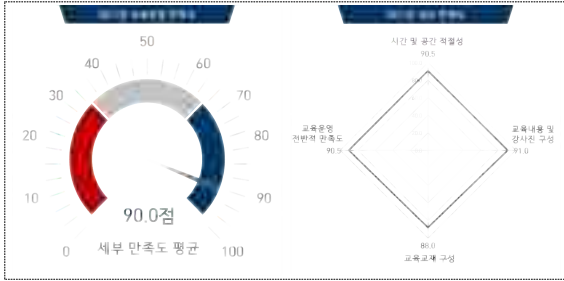 50
40
60
30
70
20
80
10
90
0
100
90.0점
세부 만족도 평균
시간 및 공간 적절성
90.5
교육내용 및
강사진 구성
91.0
88.0
교육교재 구성
교육운영
전반적 만족도
90.5